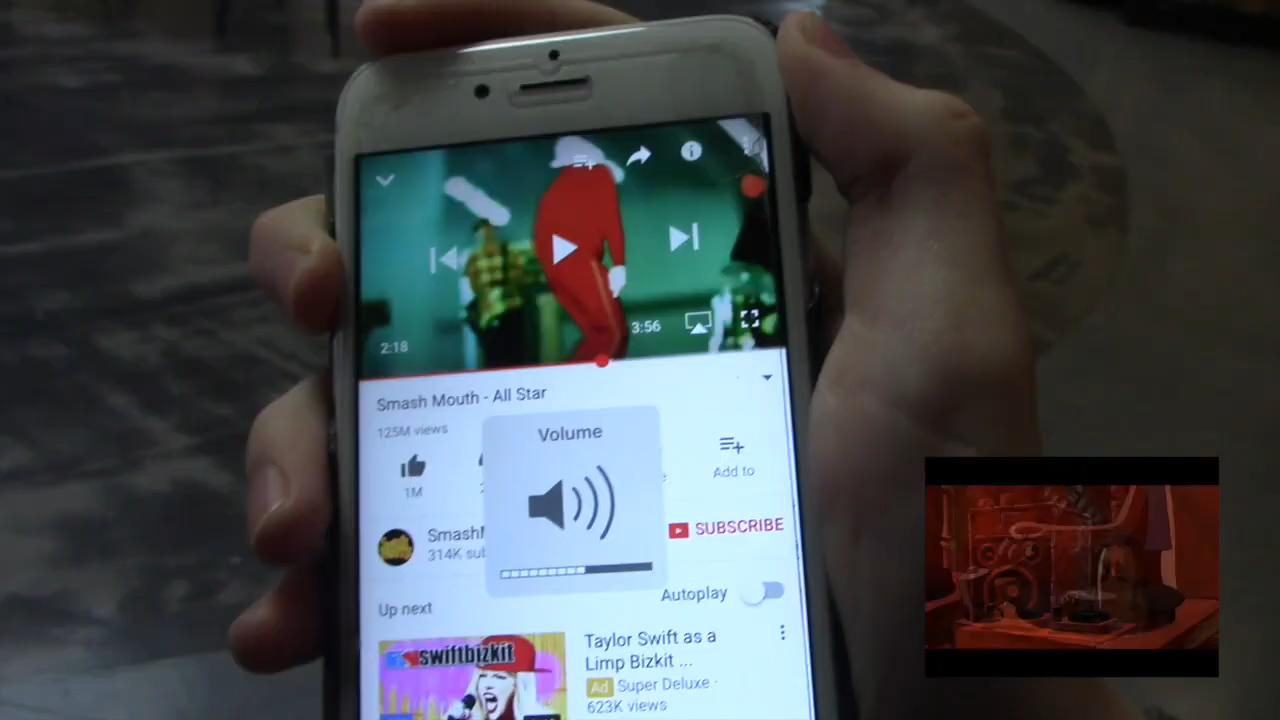 3:56
2:18
Smash Mouth - All Star
125M views
Volume
1M
Add to
314K
SUBSCRIBE
Autoplay
Up next
swiftbizkit
Taylor Swift as a
Limp Bizkit ...
Ad Super Deluxe ·
623K views